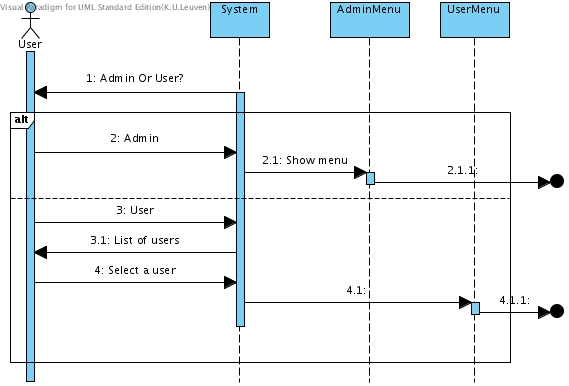 Visual Paradigm for UML Standard Edition(K.U.Leuven)
System
AdminMenu
UserMenu
User
1: Admin Or User?
alt
2: Admin
2.1: Show menu
2.1.1:
3: User
3.1: List of users
4: Select a user
4.1:
4.1.1: